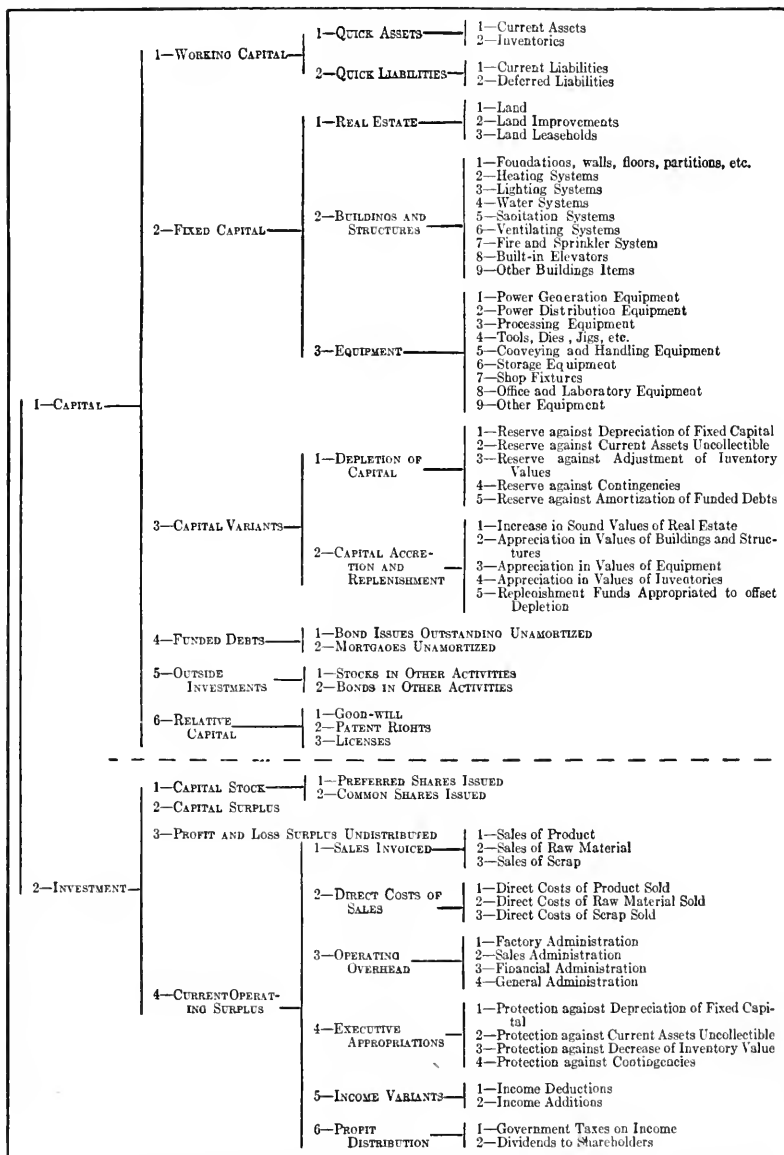 1—CAPITAL
1—WORKING CAPITAL
1—QUICK ASSETS
1—Current Assets
2—Inventories
2—QUICK LIABILITIES
1—Current Liabilities
2—Deferred Liabilities
2—FIXED CAPITAL
1—REAL ESTATE
1—Land
2—Land Improvements
3—Land Leaseholds
2—BUILDINGS AND
STRUCTURES
1—Foundations, walls, floors, partitions, etc.
2—Heating Systems
3—Lighting Systems
4—Water Systems
5—Sanitation Systems
6—Ventilating Systems
7—Fire and Sprinkler System
8—Built-in Elevators
9—Other Buildings Items
3—EQUIPMENT
1—Power Generation Equipment
2—Power Distribution Equipment
3—Processing Equipment
4—Tools, Dies , Jigs, etc.
5—Conveying and Handling Equipment
6—Storage Equipment
7—Shop Fixtures
8—Office and Laboratory Equipment
9—Other Equipment
3—CAPITAL VARIANTS
1—DEPLETION OF
CAPITAL
1—Reserve against Depreciation of Fixed Capital
2—Reserve against Current Assets Uncollectible
3—Reserve against Adjustment of Inventory
Values
4—Reserve against Contingencies
5—Reserve against Amortization of Funded Debts
2—CAPITAL ACCRE-
TION AND
REPLENISHMENT
1—Increase in Sound Values of Real Estate
2—Appreciation in Values of Buildings and Struc-
tures
3—Appreciation in Values of Equipment
4—Appreciation in Values of Inventories
5—Replenishment Funds Appropriated to offset
Depletion
4—FUNDED DEBTS
1—BOND ISSUES OUTSTANDING UNAMORTIZED
2—MORTGAGES UNAMORTIZED
5—OUTSIDE
INVESTMENTS
1—STOCKS IN OTHER ACTIVITIES
2—BONDS IN OTHER ACTIVITIES
6—RELATIVE
CAPITAL
1—GOOD-WILL
2—PATENT RIGHTS
3—LICENSES
2—INVESTMENT
1—CAPITAL STOCK
1—PREFERRED SHARES ISSUED
2—COMMON SHARES ISSUED
2—CAPITAL SURPLUS
3—PROFIT AND LOSS SURPLUS UNDISTRIBUTED
4—CURRENT OPERAT-
ING SURPLUS
1—SALES INVOICED
1—Sales of Product
2—Sales of Raw Material
3—Sales of Scrap
2—DIRECT COSTS OF
SALES
1—Direct Costs of Product Sold
2—Direct Costs of Raw Material Sold
3—Direct Costs of Scrap Sold
3—OPERATING
OVERHEAD
1—Factory Administration
2—Sales Administration
3—Financial Administration
4—General Administration
4—EXECUTIVE
APPROPRIATIONS
1—Protection against Depreciation of Fixed Capi-
tal
2—Protection against Current Assets Uncollectible
3—Protection against Decrease of Inventory Value
4—Protection against Contingencies
5—INCOME VARIANTS
1—Income Deductions
2—Income Additions
6—PROFIT
DISTRIBUTION
1—Government Taxes on Income
2—Dividends to Shareholders